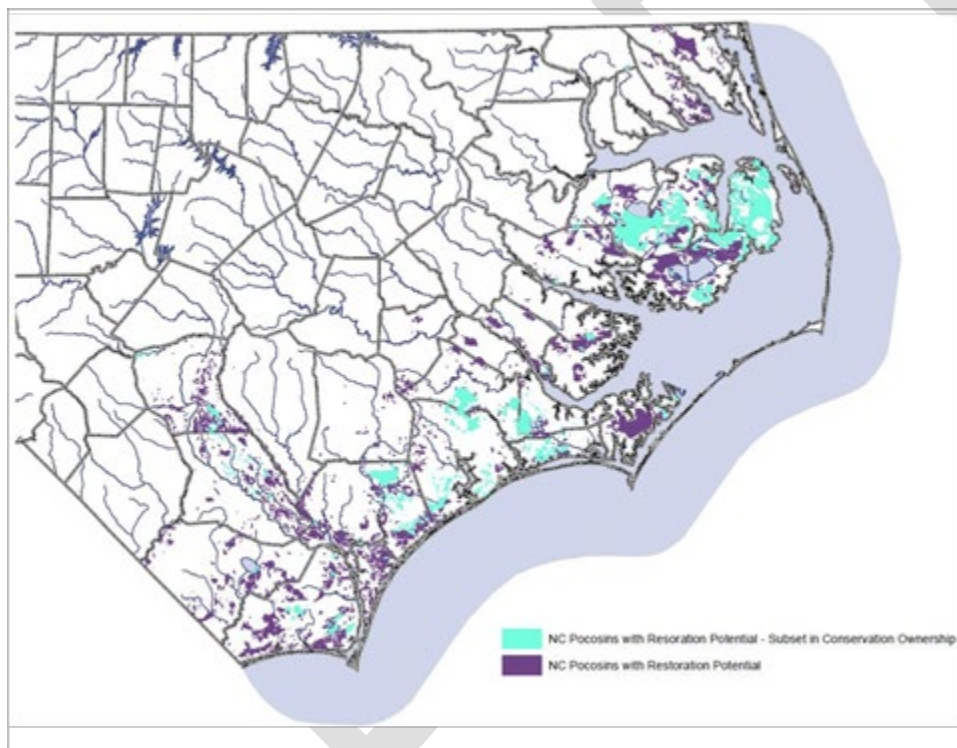 NC Pocosins with Resoration Potential - Subset in Conservation Ownership
NC Pocosins with Restoration Potential